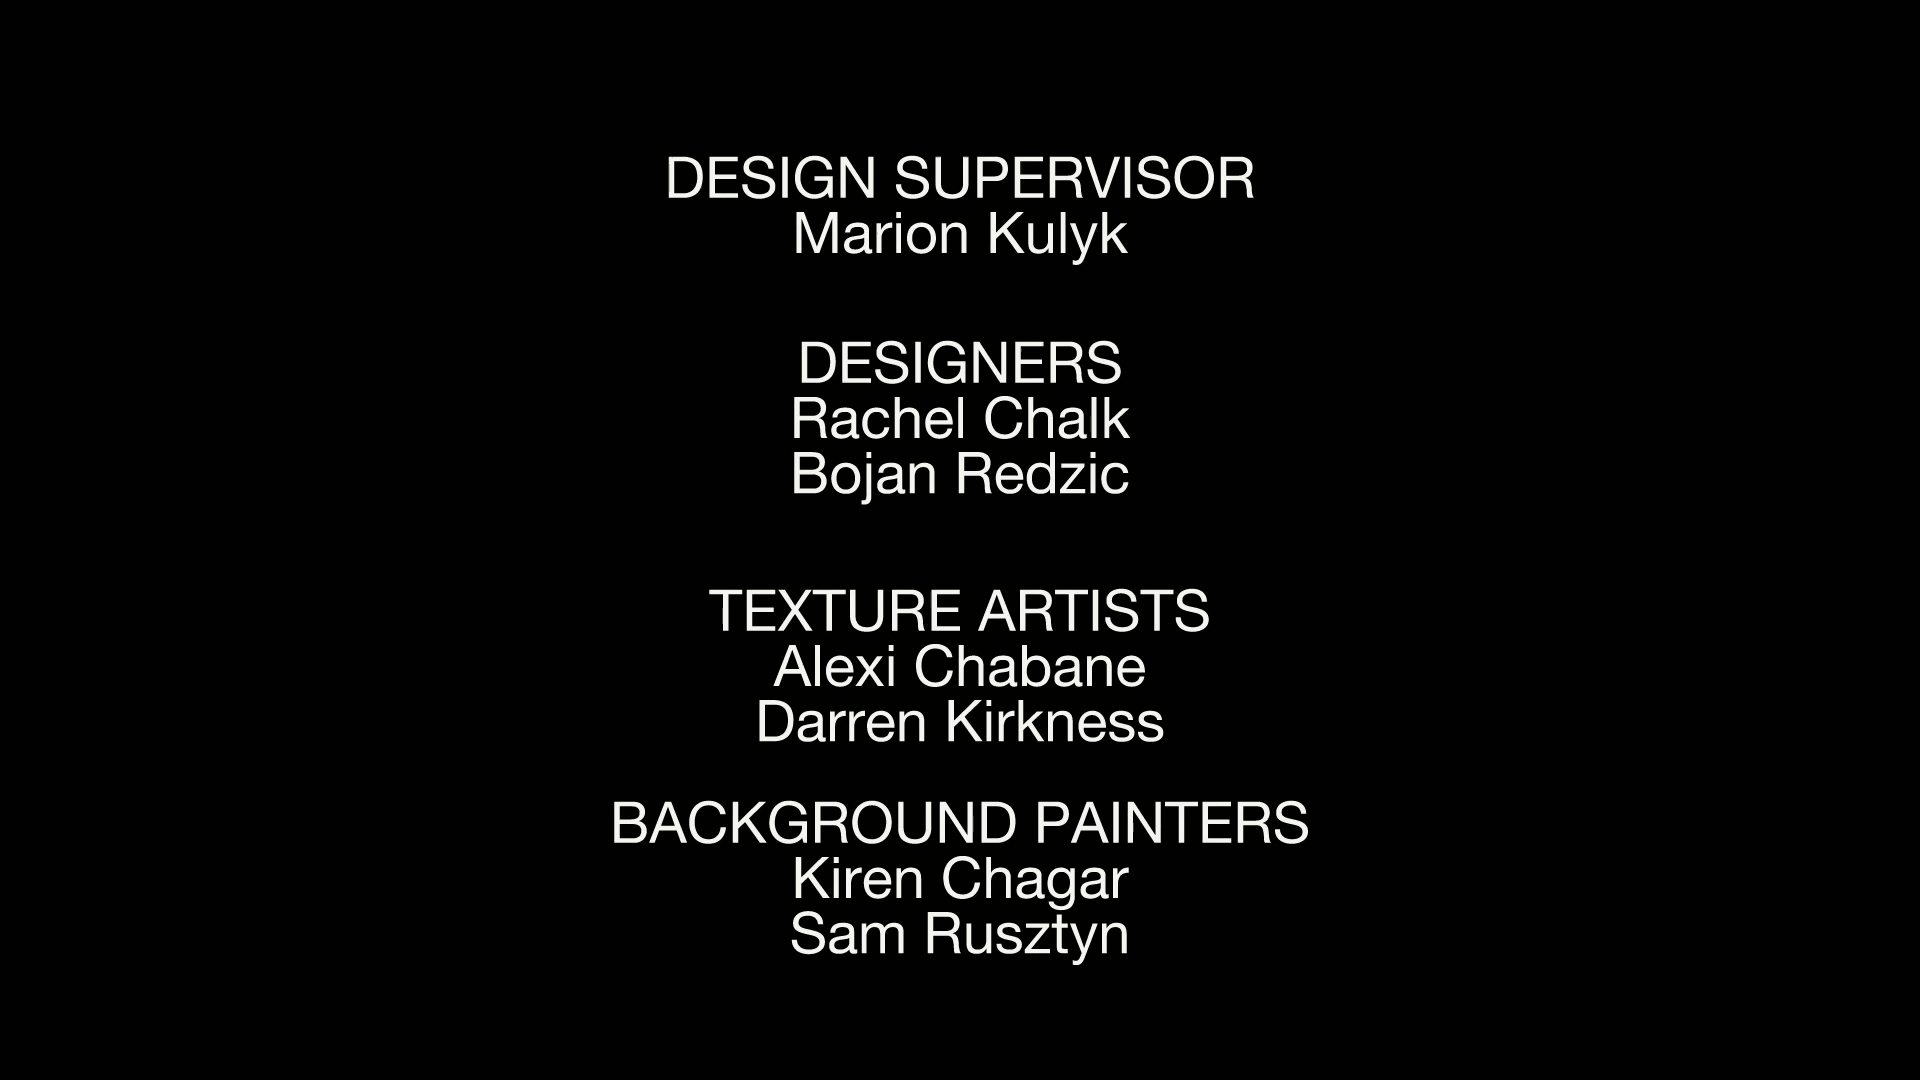 DESIGN SUPERVISOR
Marion Kulyk
DESIGNERS
Rachel Chalk
Bojan Redzic
TEXTURE ARTISTS
Alexi Chabane
Darren Kirkness
BACKGROUND PAINTERS
Kiren Chagar
Sam Rusztyn